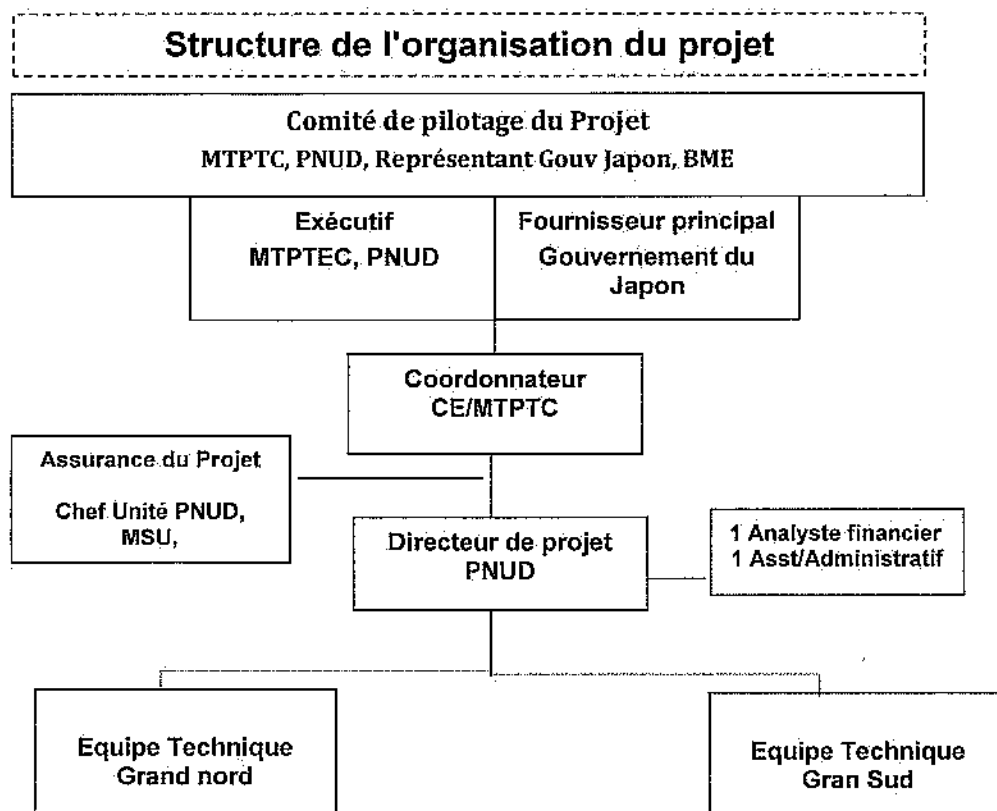 Structure de l'organisation du projet
Comité de pilotage du Projet
MTPTC, PNUD, Représentant Gouv Japon, BME
Exécutif
MTPTEC, PNUD
Fournisseur principal
Gouvernement du
Japon
Coordonnateur
CE/MTPTC
Assurance du Projet
Chef Unité PNUD,
MSU,
Directeur de projet
PNUD
1 Analyste financier
1 Asst/Administratif
Equipe Technique
Grand nord
Equipe Technique
Gran Sud